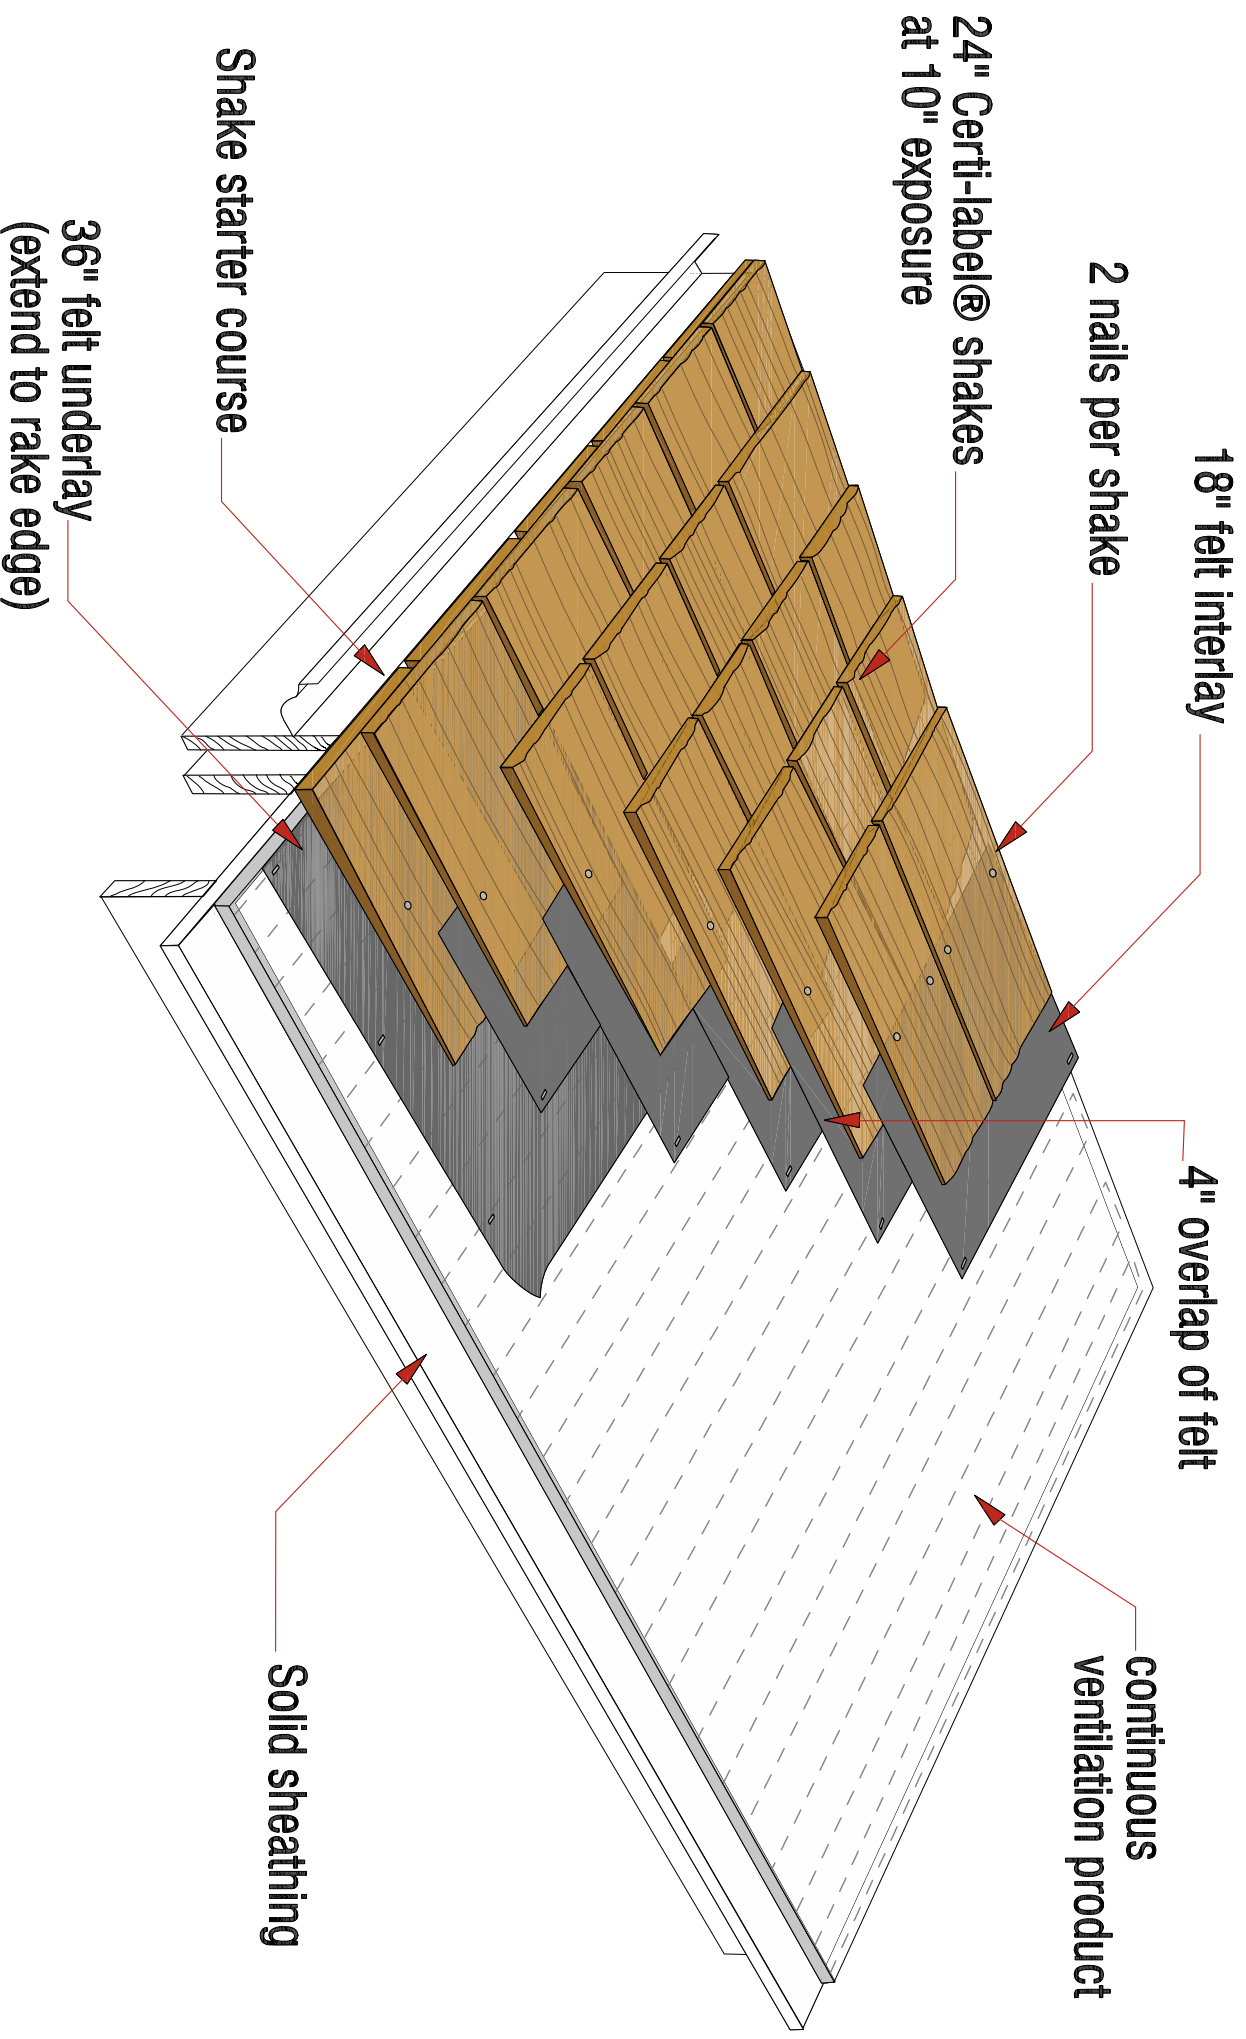 18" felt interlay
2 nails per shake
24" Certi-label® shakes
at 10" exposure
Shake starter course
36" felt underlay
(extend to rake edge)
4" overlap of felt
continuous
ventilation product
Solid sheathing